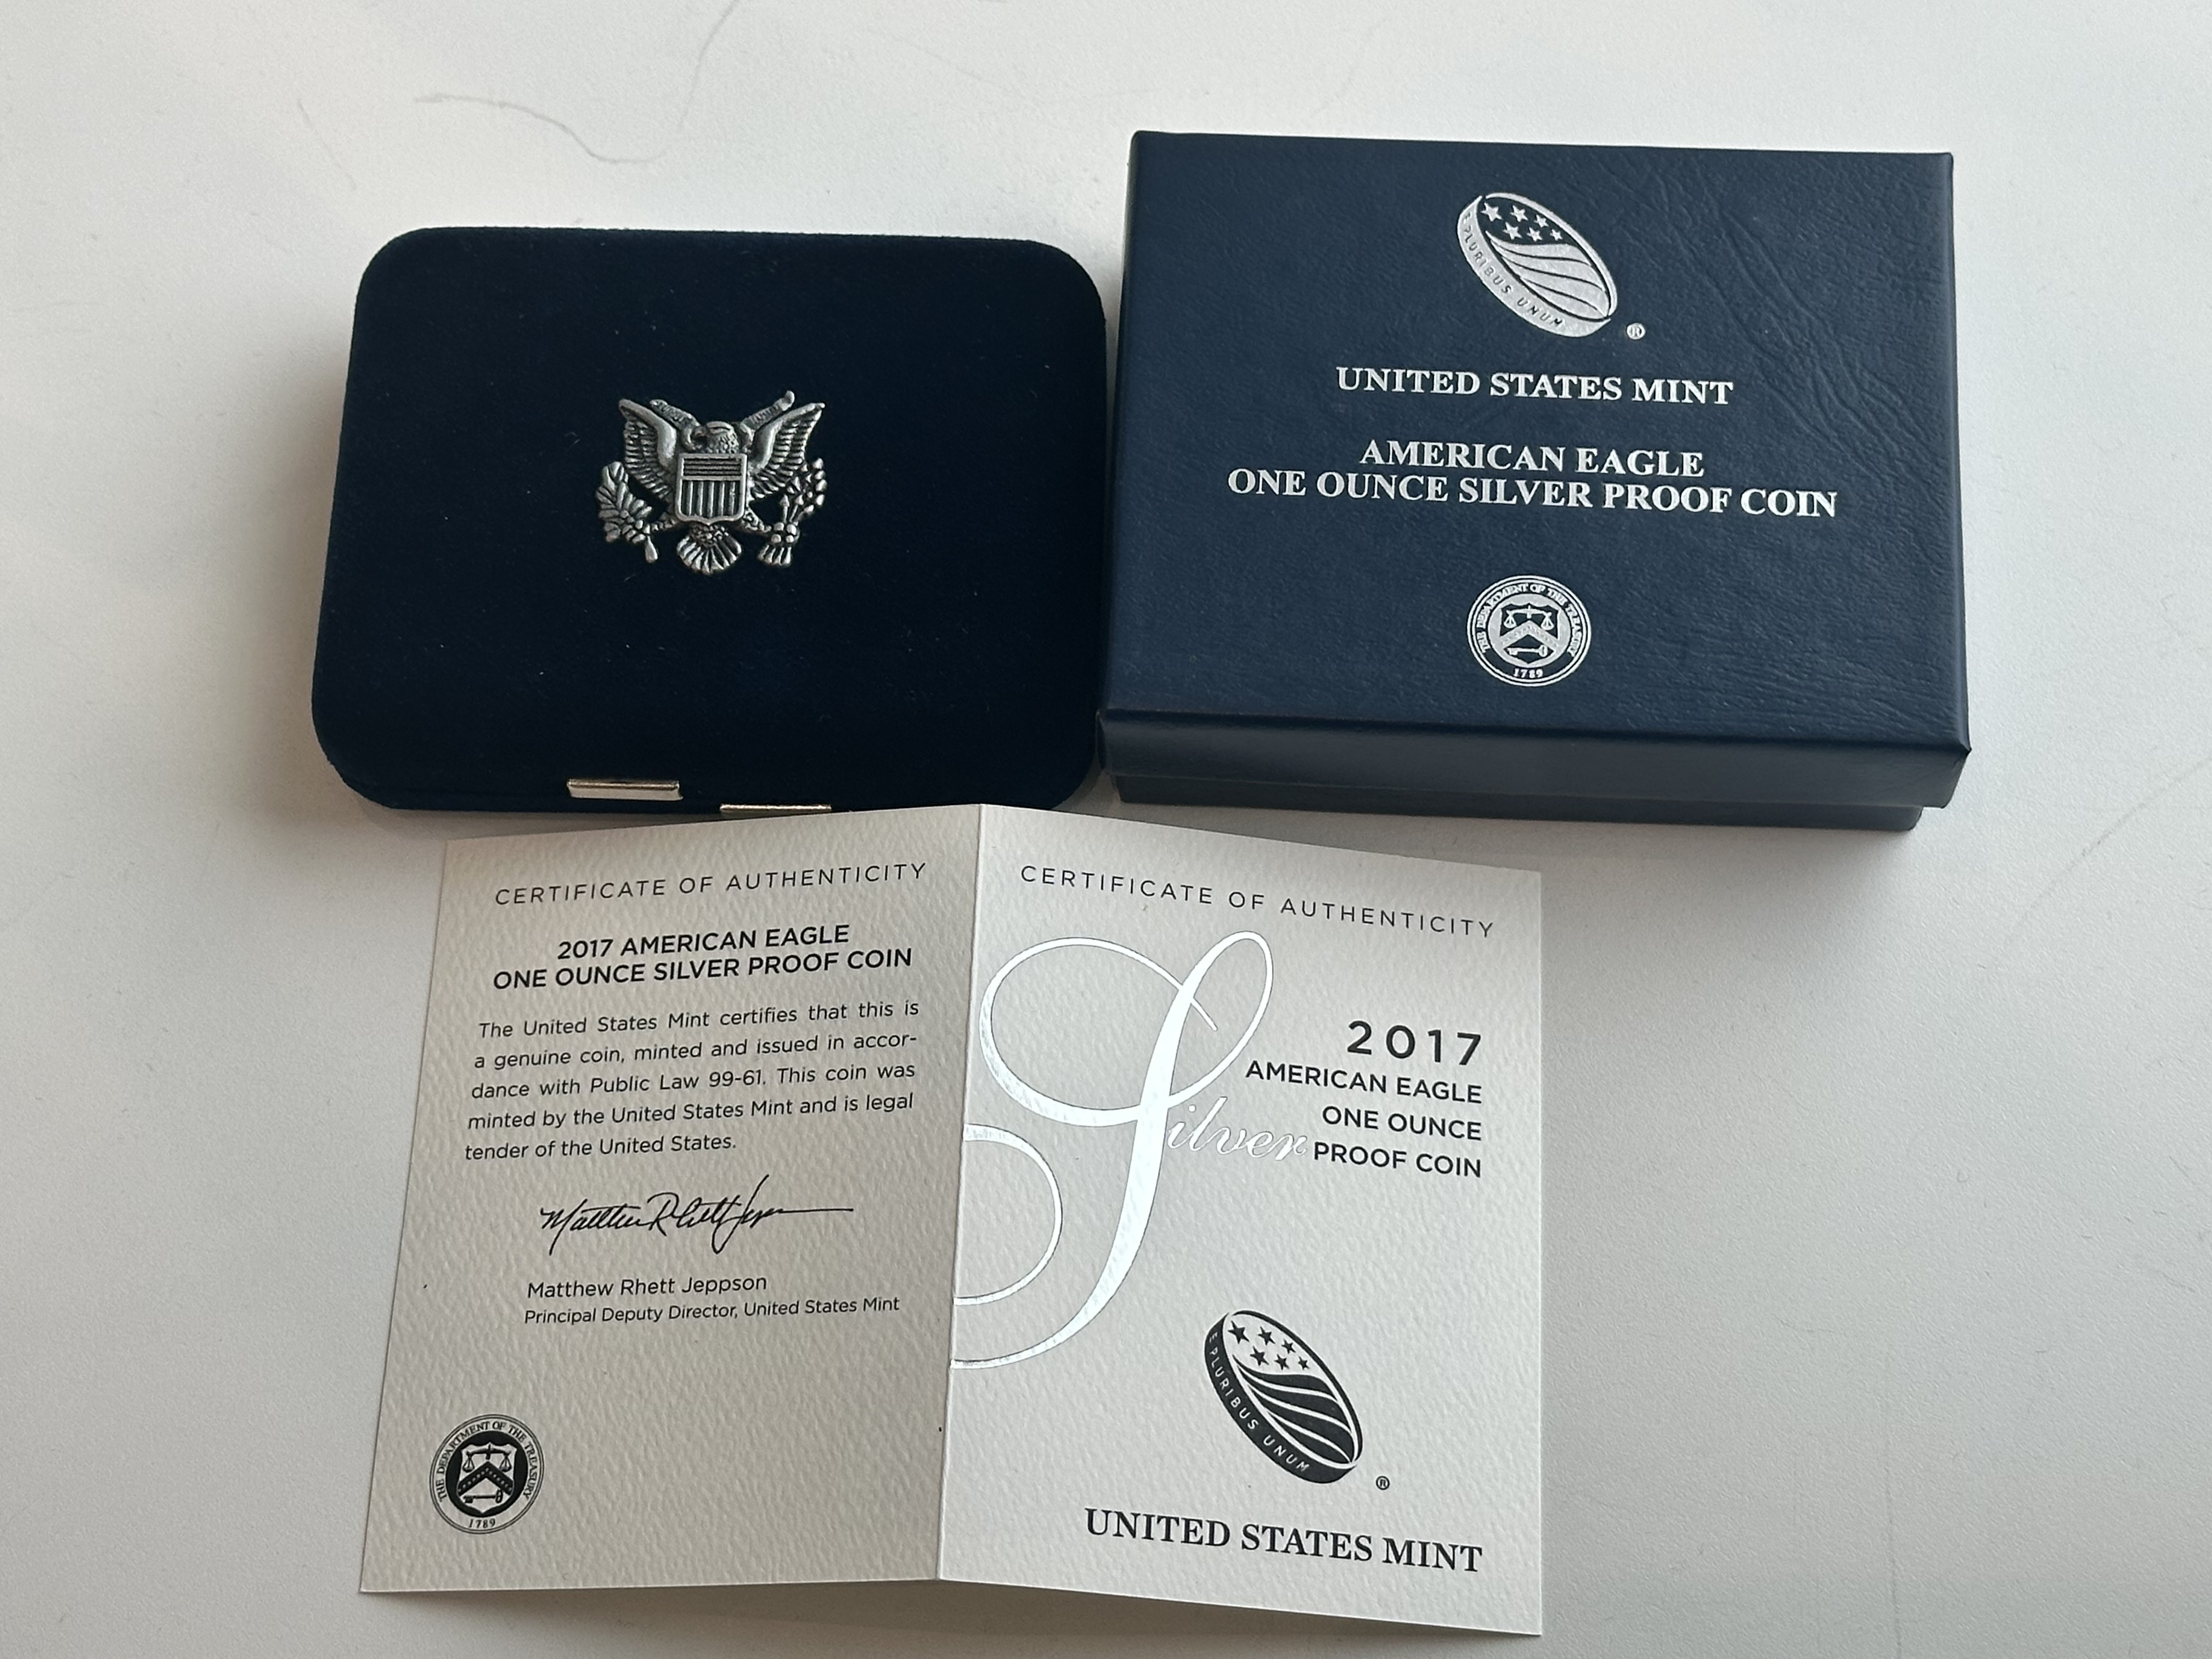 E PLURIBUS UNUM
®
UNITED STATES MINT
AMERICAN EAGLE
ONE OUNCE SILVER PROOF COIN
THE DEPARTMENT OF THE TREASURY
1789
CERTIFICATE OF AUTHENTICITY
2017 AMERICAN EAGLE
ONE OUNCE SILVER PROOF COIN
The United States Mint certifies that this is
a genuine coin, minted and issued in accor-
dance with Public Law 99-61. This coin was
minted by the United States Mint and is legal
tender of the United States.
Matthew Rhett Jeppson
Matthew Rhett Jeppson
Principal Deputy Director, United States Mint
THE DEPARTMENT OF THE TREASURY
1789
CERTIFICATE OF AUTHENTICITY
2017
AMERICAN EAGLE
ONE OUNCE
Silver PROOF COIN
E PLURIBUS UNUM
®
UNITED STATES MINT